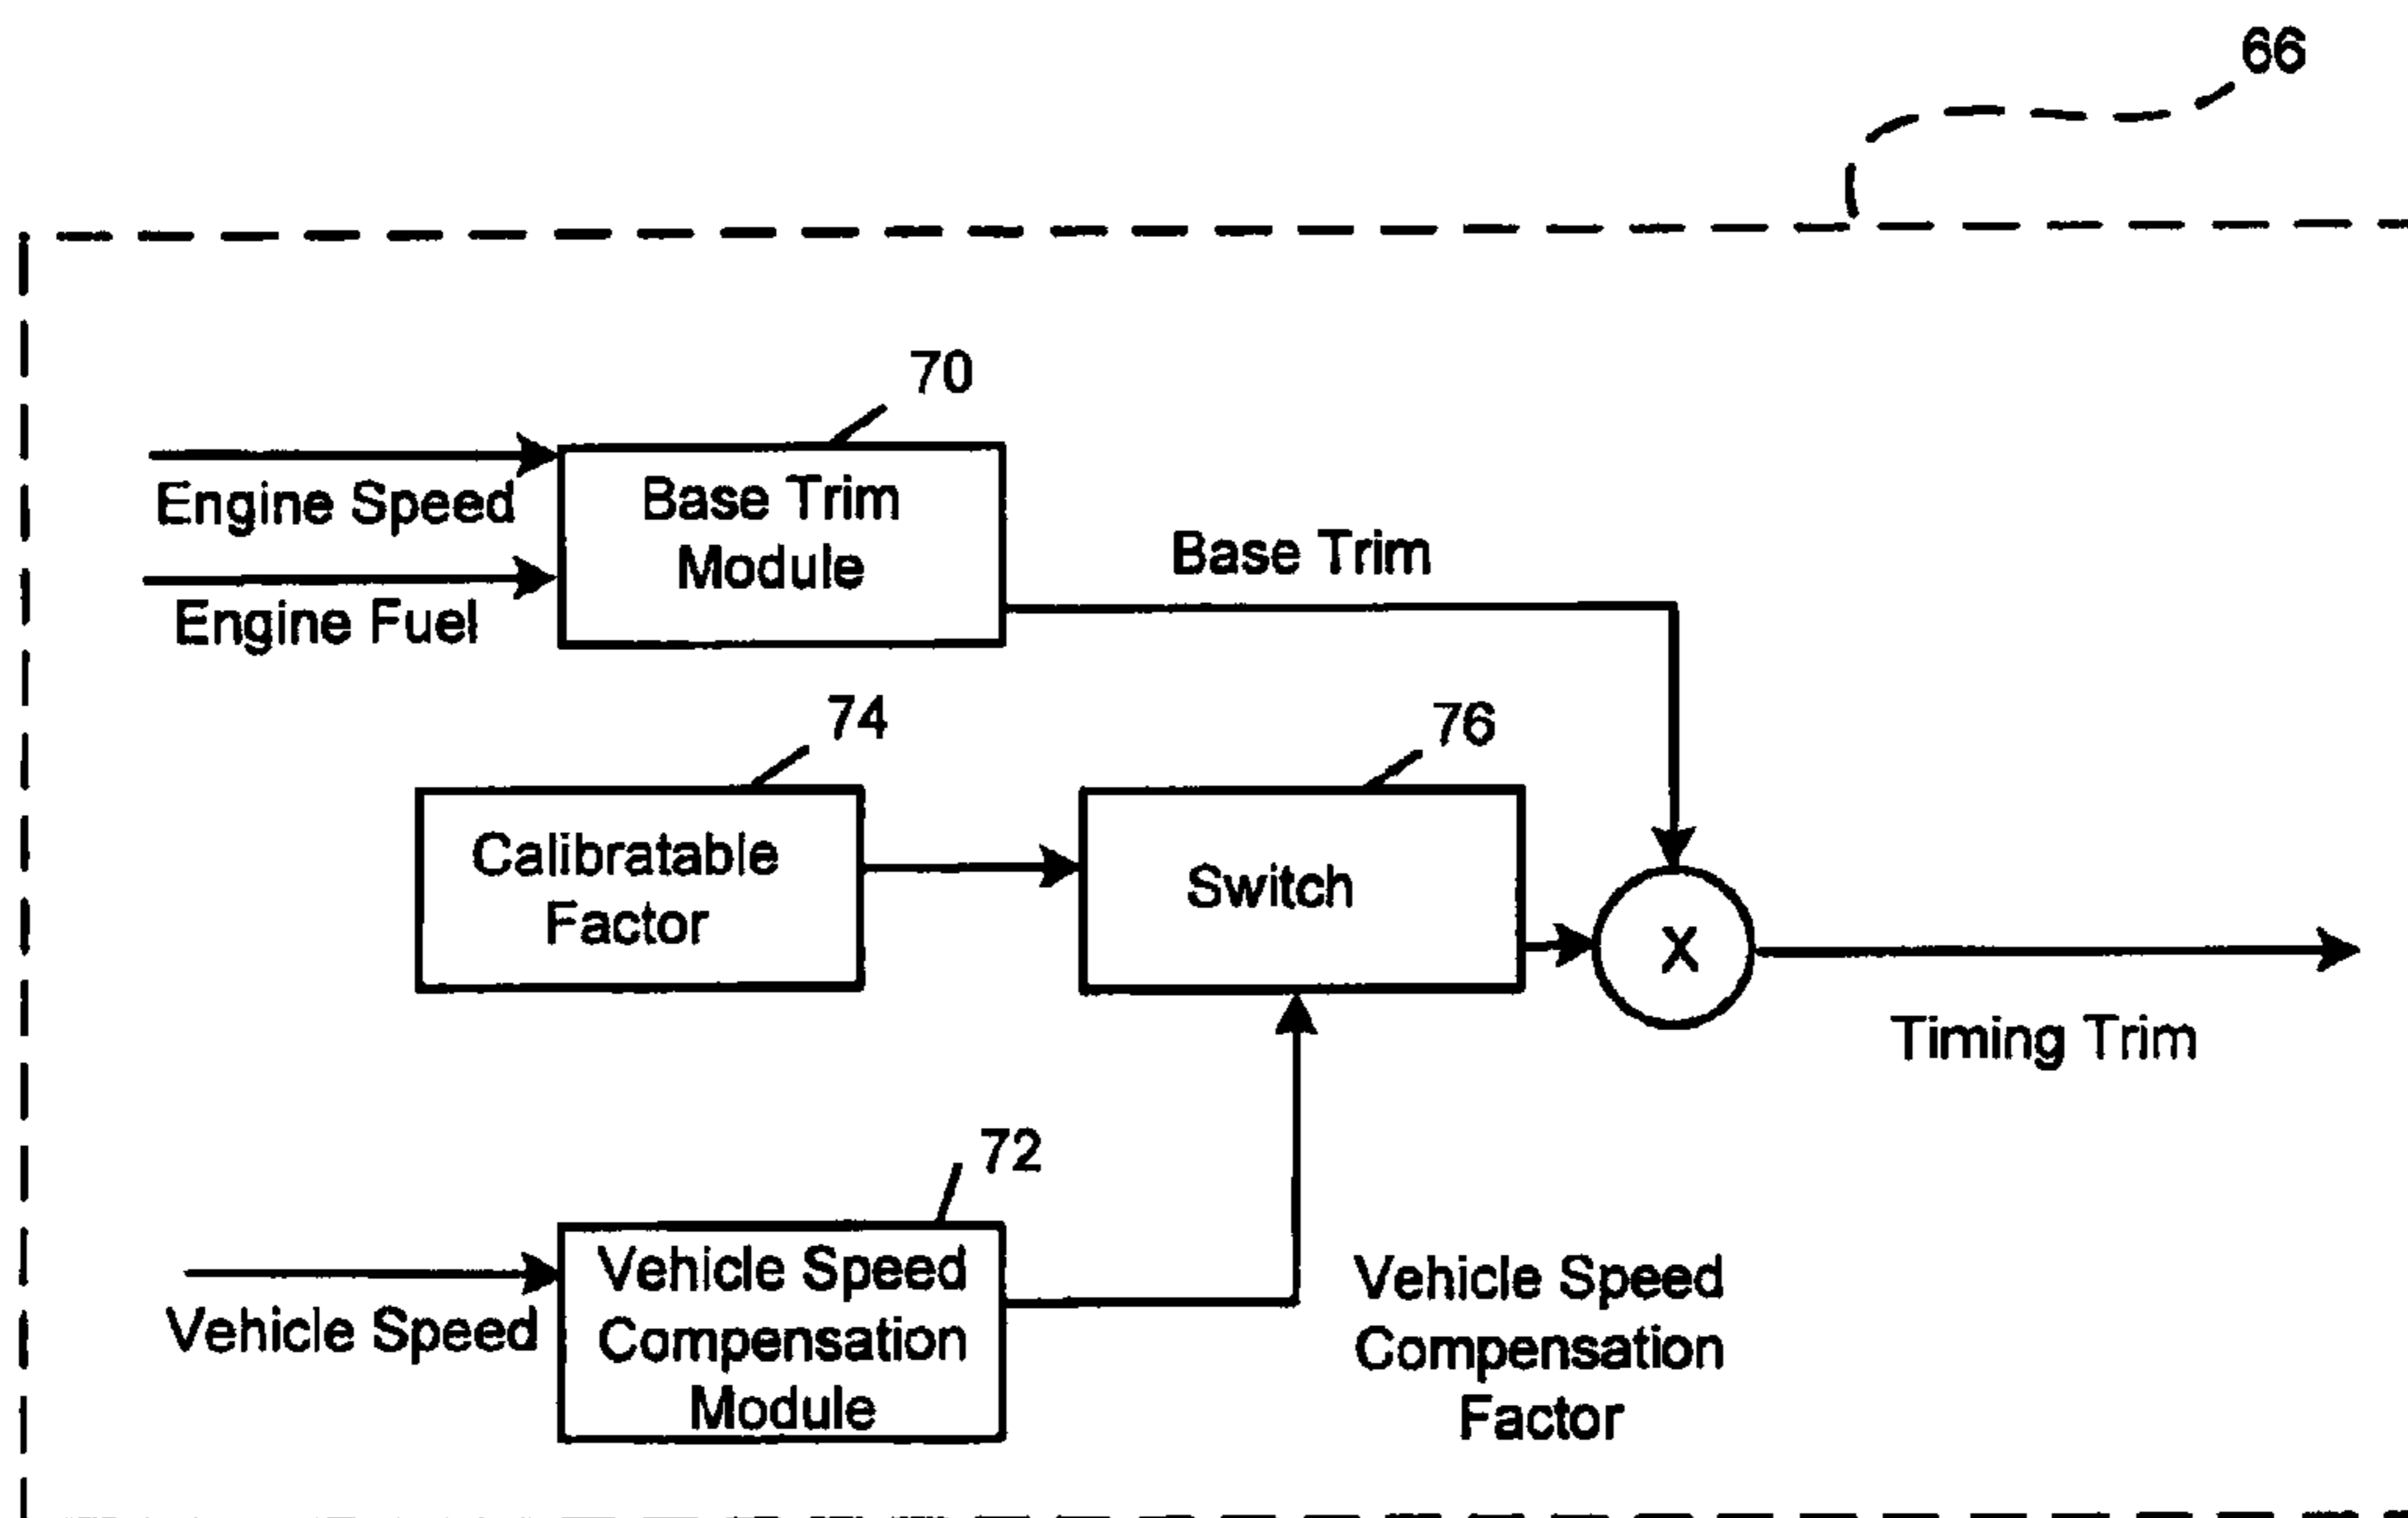 66
70
Engine Speed
Base Trim
Module
Engine Fuel
Base Trim
74
76
Calibratable
Factor
Switch
X
Timing Trim
72
Vehicle Speed
Vehicle Speed
Compensation
Module
Vehicle Speed
Compensation
Factor